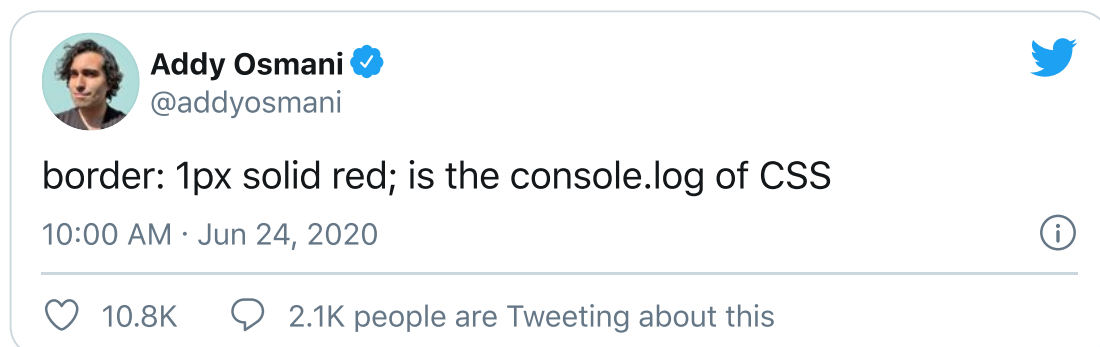 Addy Osmani
@addyosmani
border: 1px solid red; is the console.log of CSS
10:00 AM · Jun 24, 2020
10.8K 2.1K people are Tweeting about this